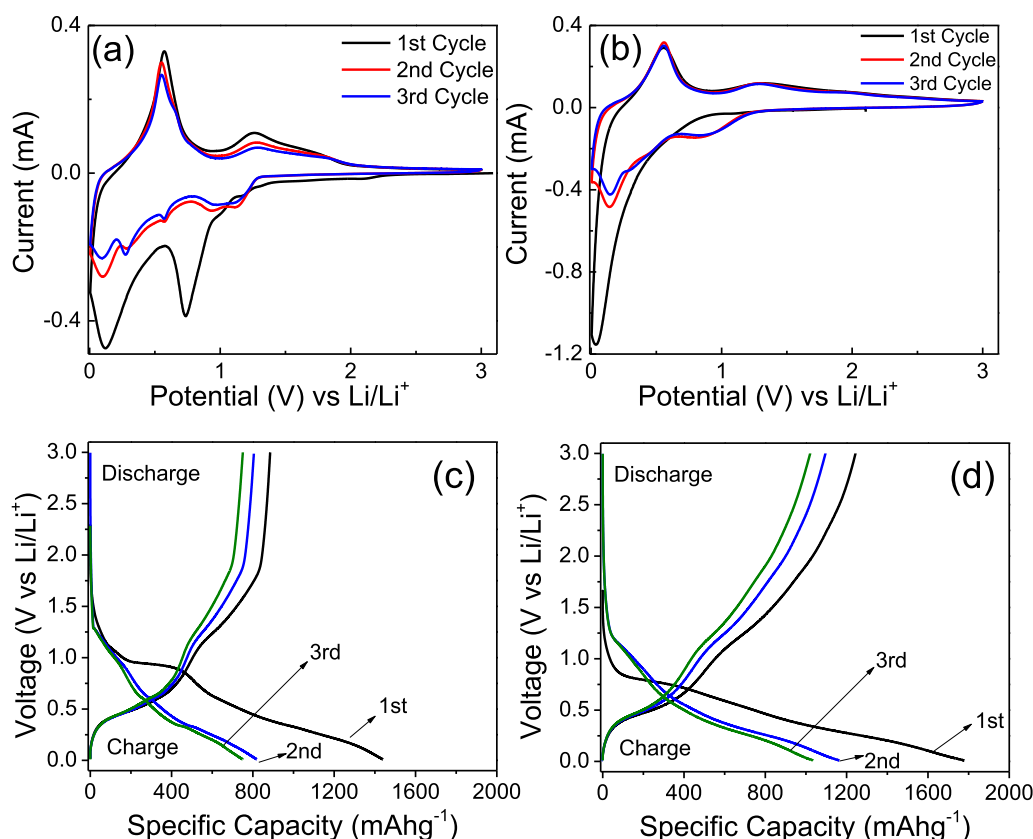 (a)
1st Cycle
2nd Cycle
3rd Cycle
0.4
0.0
-0.4
Current (mA)
0 1 2 3
Potential (V) vs Li/Li⁺
(b)
1st Cycle
2nd Cycle
3rd Cycle
0.4
0.0
-0.4
-0.8
-1.2
Current (mA)
0 1 2 3
Potential (V) vs Li/Li⁺
(c)
Discharge
3.0
2.5
2.0
1.5
1.0
0.5
0.0
Voltage (V vs Li/Li⁺)
3rd
1st
Charge
2nd
0 400 800 1200 1600 2000
Specific Capacity (mAhg⁻¹)
(d)
Discharge
3.0
2.5
2.0
1.5
1.0
0.5
0.0
Voltage (V vs Li/Li⁺)
3rd
1st
Charge
2nd
0 400 800 1200 1600 2000
Specific Capacity (mAhg⁻¹)